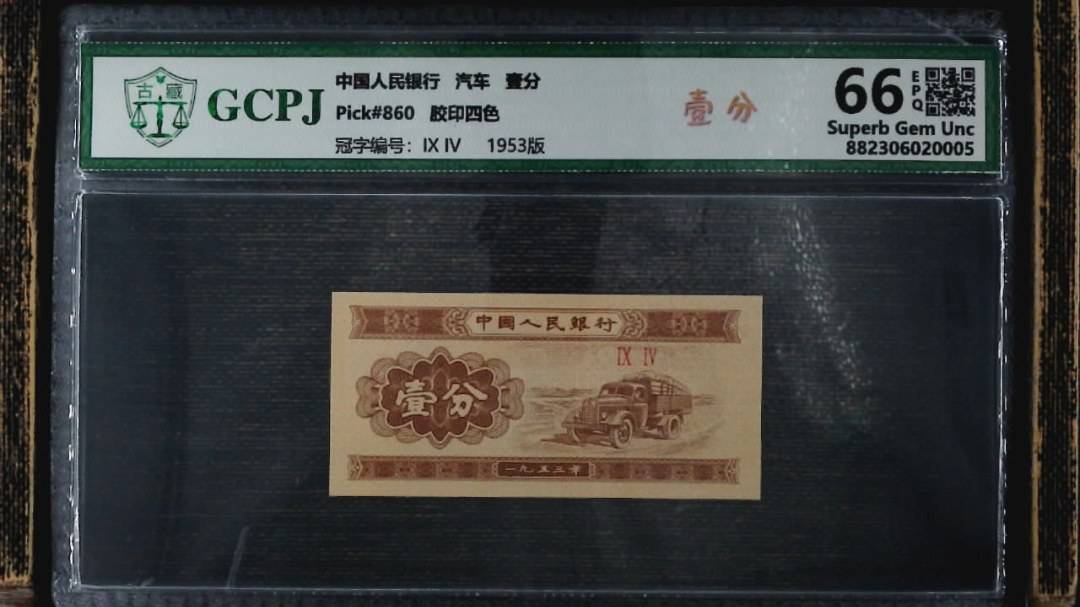 古藏
GCPJ
中国人民银行 汽车 壹分
Pick#860 胶印四色
冠字编号：IX IV 1953版
壹分
66
EPQ
Superb Gem Unc
882306020005
中國人民銀行
IX IV
壹分
一九五三年